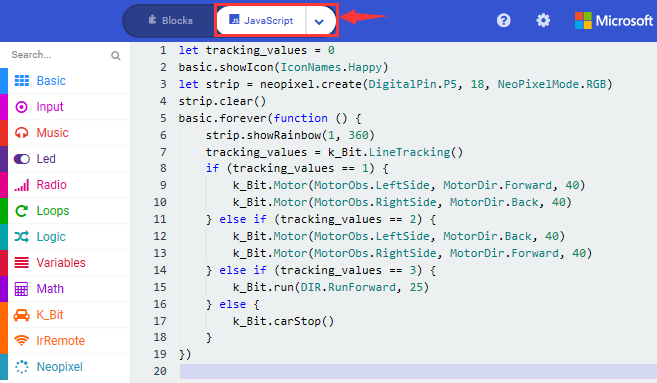 Blocks
JavaScript
Microsoft
Search...
Basic
Input
Music
Led
Radio
Loops
Logic
Variables
Math
K_Bit
IrRemote
Neopixel
1 let tracking_values = 0
2 basic.showIcon(IconNames.Happy)
3 let strip = neopixel.create(DigitalPin.P5, 18, NeoPixelMode.RGB)
4 strip.clear()
5 basic.forever(function () {
6     strip.showRainbow(1, 360)
7     tracking_values = k_Bit.LineTracking()
8     if (tracking_values == 1) {
9         k_Bit.Motor(MotorObs.LeftSide, MotorDir.Forward, 40)
10         k_Bit.Motor(MotorObs.RightSide, MotorDir.Back, 40)
11     } else if (tracking_values == 2) {
12         k_Bit.Motor(MotorObs.LeftSide, MotorDir.Back, 40)
13         k_Bit.Motor(MotorObs.RightSide, MotorDir.Forward, 40)
14     } else if (tracking_values == 3) {
15         k_Bit.run(DIR.RunForward, 25)
16     } else {
17         k_Bit.carStop()
18     }
19 })
20